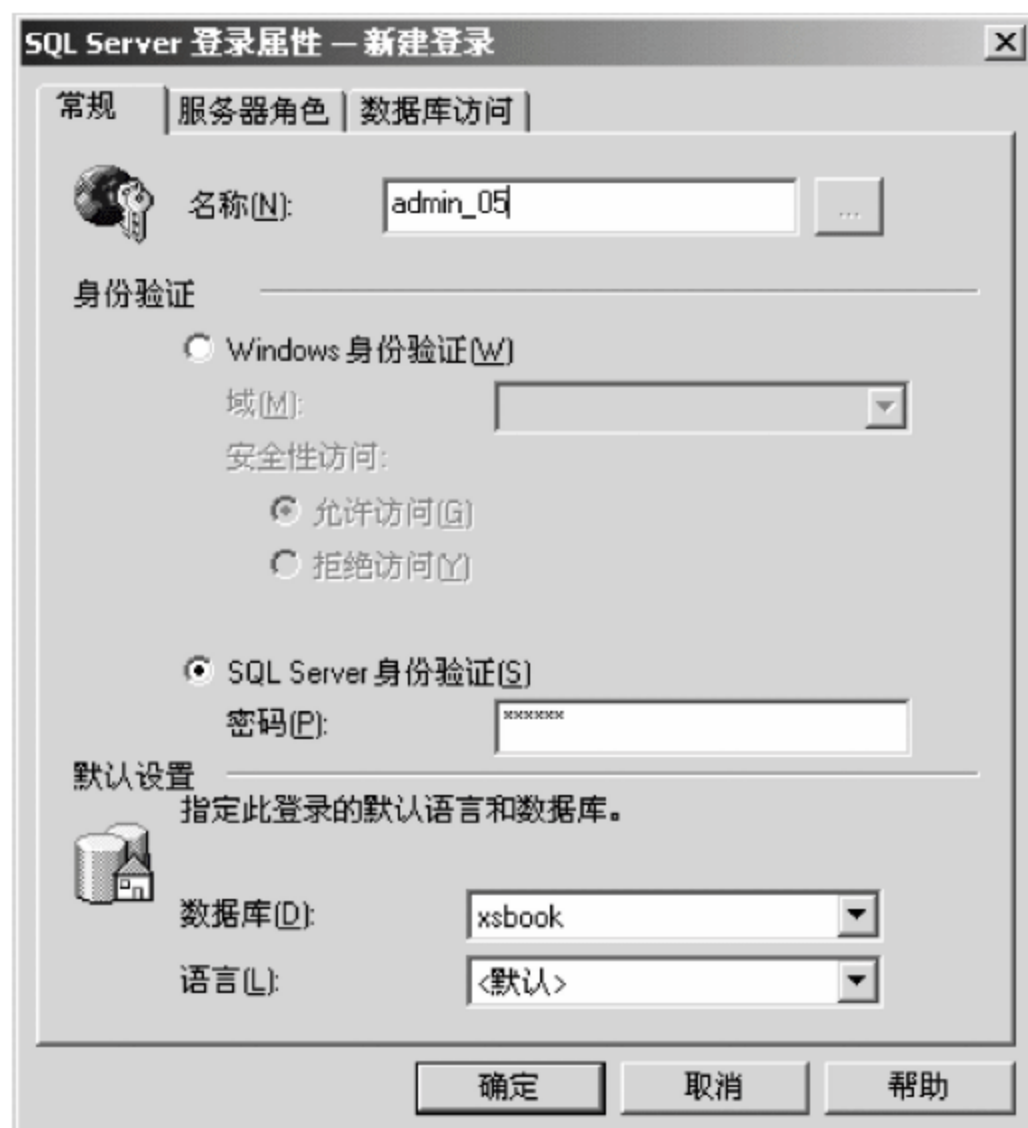 SQL Server 登录属性 — 新建登录
常规 服务器角色 数据库访问
名称(N): admin_05 ...
身份验证
Windows 身份验证(W)
域(M):
安全性访问:
允许访问(G)
拒绝访问(Y)
SQL Server 身份验证(S)
密码(P): ××××××
默认设置
指定此登录的默认语言和数据库。
数据库(D): xsbook
语言(L): <默认>
确定 取消 帮助